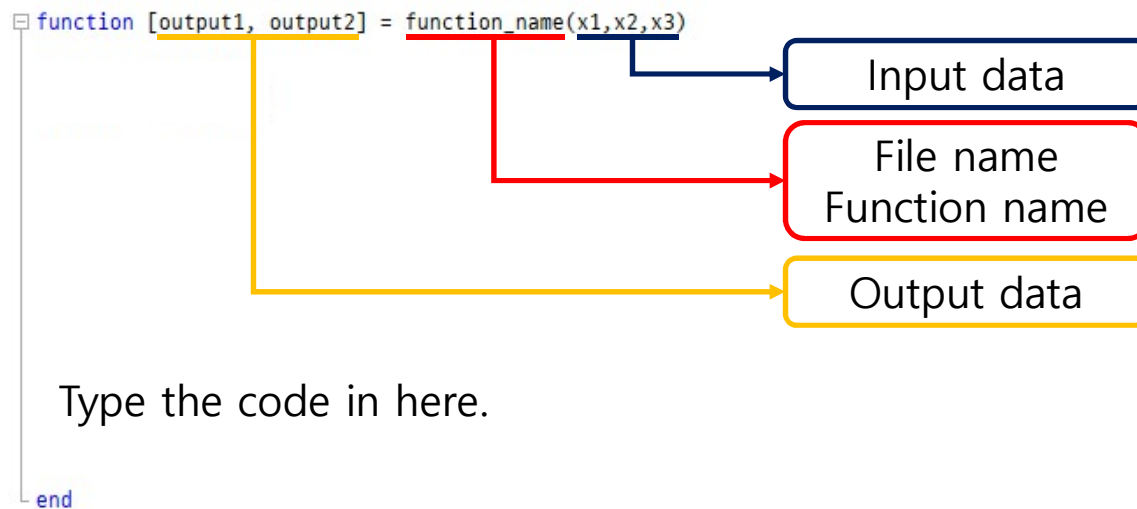 function [output1, output2] = function_name(x1,x2,x3)
Input data
File name
Function name
Output data
Type the code in here.
end